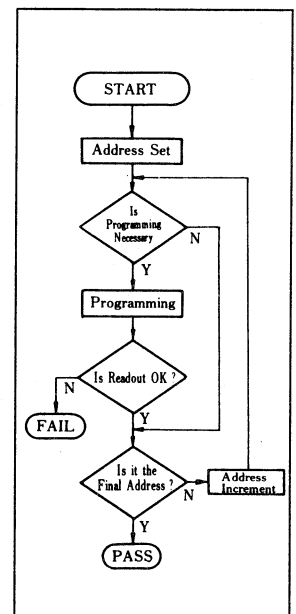 START
Address Set
Is
Programming
Necessary
N
Y
Programming
Is Readout OK ?
N
Y
FAIL
Is it the
Final Address ?
N
Address
Increment
Y
PASS